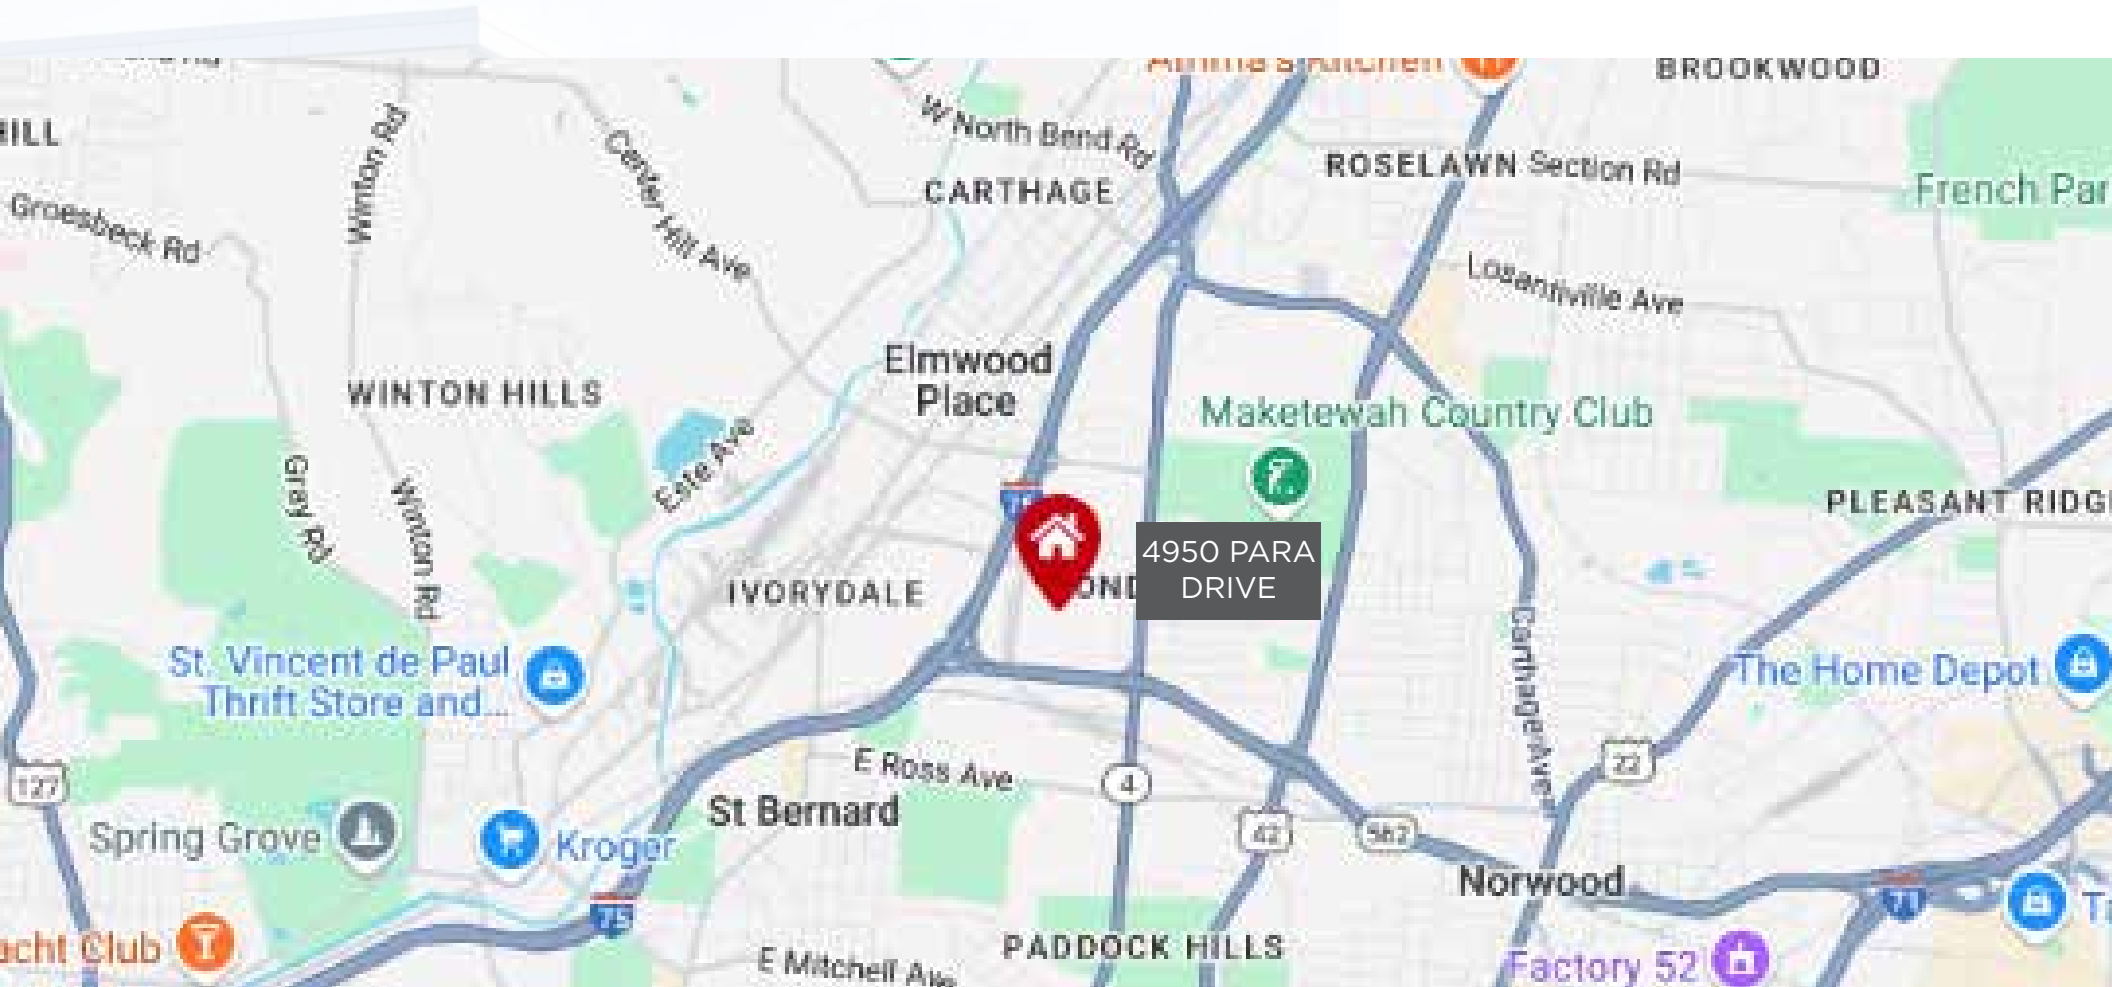 BROOKWOOD
HILL
Winton Rd
W North Bend Rd
Center Hill Ave
ROSELAWN
Section Rd
CARTHAGE
French Par
Groesbeck Rd
Losantiville Ave
Elmwood
Place
WINTON HILLS
Maketewah Country Club
Este Ave
Gray Rd
Winton Rd
PLEASANT RIDG
4950 PARA
DRIVE
IVORYDALE
OND
Carthage Ave
St. Vincent de Paul
Thrift Store and...
The Home Depot
127
22
E Ross Ave
4
St Bernard
Spring Grove
Kroger
42
562
Norwood
75
71
acht Club
PADDOCK HILLS
E Mitchell Ave
Factory 52